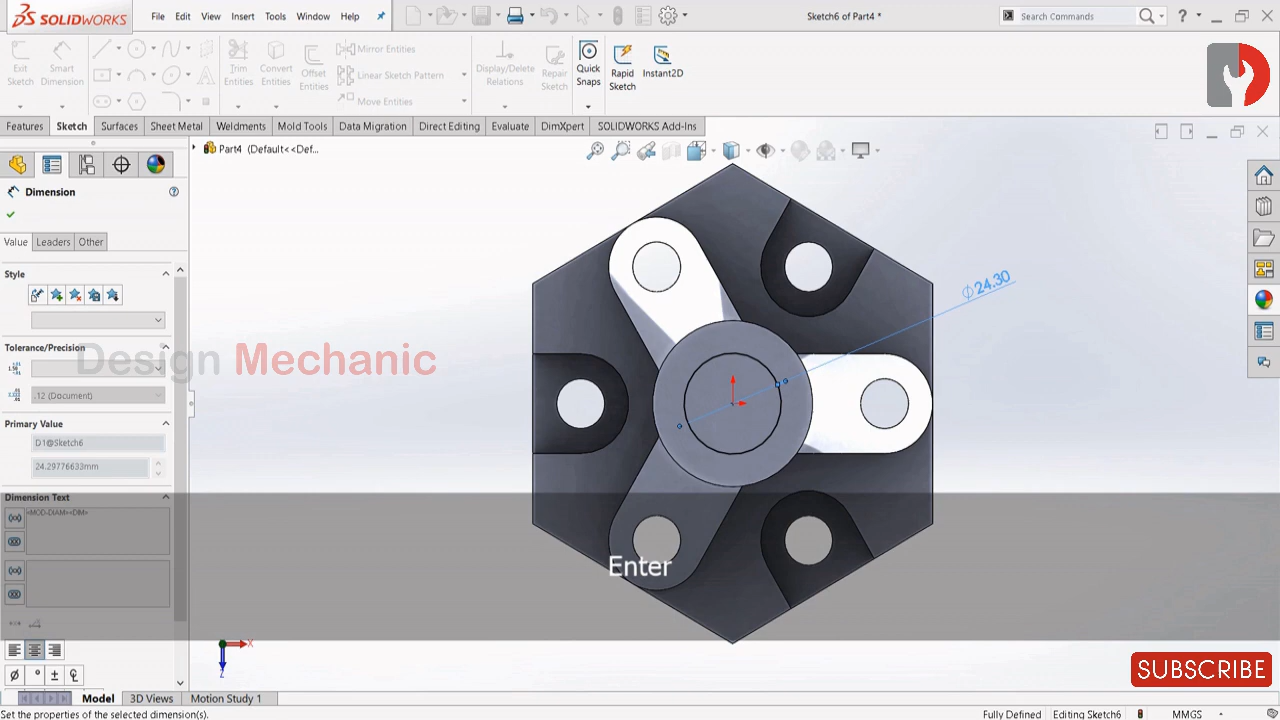 SOLIDWORKS
File Edit View Insert Tools Window Help
Sketch6 of Part4 *
Search Commands
Exit Sketch
Smart Dimension
Trim Entities
Convert Entities
Offset Entities
Mirror Entities
Linear Sketch Pattern
Move Entities
Display/Delete Relations
Repair Sketch
Quick Snaps
Rapid Sketch
Instant2D
Features Sketch Surfaces Sheet Metal Weldments Mold Tools Data Migration Direct Editing Evaluate DimXpert SOLIDWORKS Add-Ins
Part4 (Default<<Def...
Dimension
Value Leaders Other
Style
Tolerance/Precision
.12 (Document)
Primary Value
D1@Sketch6
24.29776633mm
Dimension Text
<MOD-DIAM><DIM>
Design Mechanic
∅24.30
Enter
X
Z
SUBSCRIBE
Model 3D Views Motion Study 1
Set the properties of the selected dimension(s).
Fully Defined Editing Sketch6 MMGS